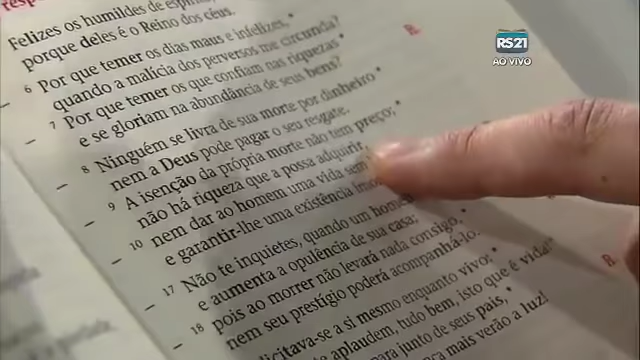 Felizes os humildes de
porque deles é o Reino dos céus.
6 Por que temer os dias maus e infelizes, *
quando a malícia dos perversos me circunda?
7 Por que temer os que confiam nas riquezas *
e se gloriam na abundância de seus bens?
R.
8 Ninguém se livra de sua morte por dinheiro *
nem a Deus pode pagar o seu resgate.
9 A isenção da própria morte não tem preço; *
não há riqueza que a possa adquirir,
10 nem dar ao homem uma vida sem
e garantir-lhe uma existência
17 Não te inquietes, quando um homem
e aumenta a opulência de sua casa;
18 pois ao morrer não levará nada consigo, *
nem seu prestígio poderá acompanhá-lo.
a si mesmo enquanto vivo: *
aplaudem, tudo bem, isto que é vida!"
para junto de seus pais, *
mais verão a luz!
R.
RS21
AO VIVO